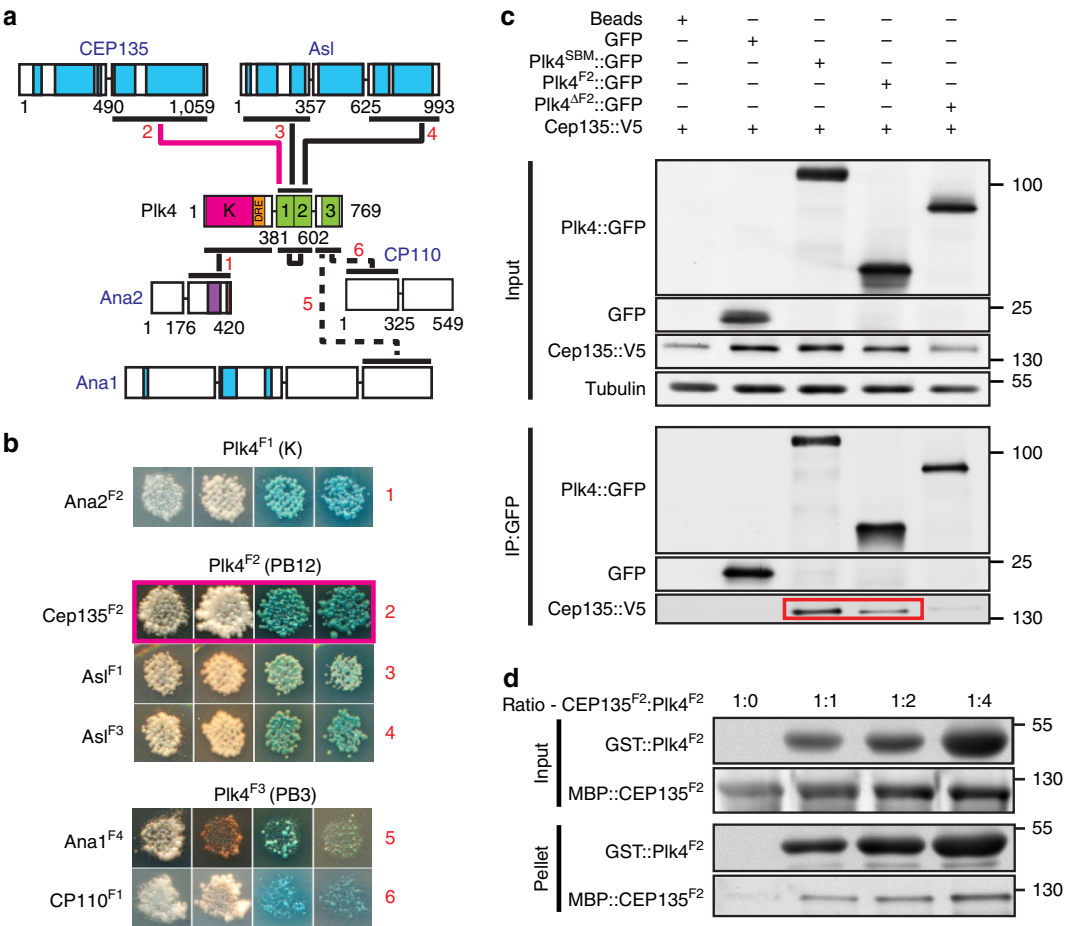 a
CEP135
Asl
1 490 1,059
1 357 625 993
2
3
4
Plk4 1 K DRE 1 2 3 769
381 602
1
6
CP110
Ana2
5
1 176 420
1 325 549
Ana1
b
Plk4F1 (K)
Ana2F2 1
Plk4F2 (PB12)
Cep135F2 2
AslF1 3
AslF3 4
Plk4F3 (PB3)
Ana1F4 5
CP110F1 6
c
Beads + – – – –
GFP – + – – –
Plk4SBM::GFP – – + – –
Plk4F2::GFP – – – + –
Plk4ΔF2::GFP – – – – +
Cep135::V5 + + + + +
Input
Plk4::GFP 100
GFP 25
Cep135::V5 130
Tubulin 55
IP:GFP
Plk4::GFP 100
GFP 25
Cep135::V5 130
d
Ratio - CEP135F2:Plk4F2 1:0 1:1 1:2 1:4
Input
GST::Plk4F2 55
MBP::CEP135F2 130
Pellet
GST::Plk4F2 55
MBP::CEP135F2 130